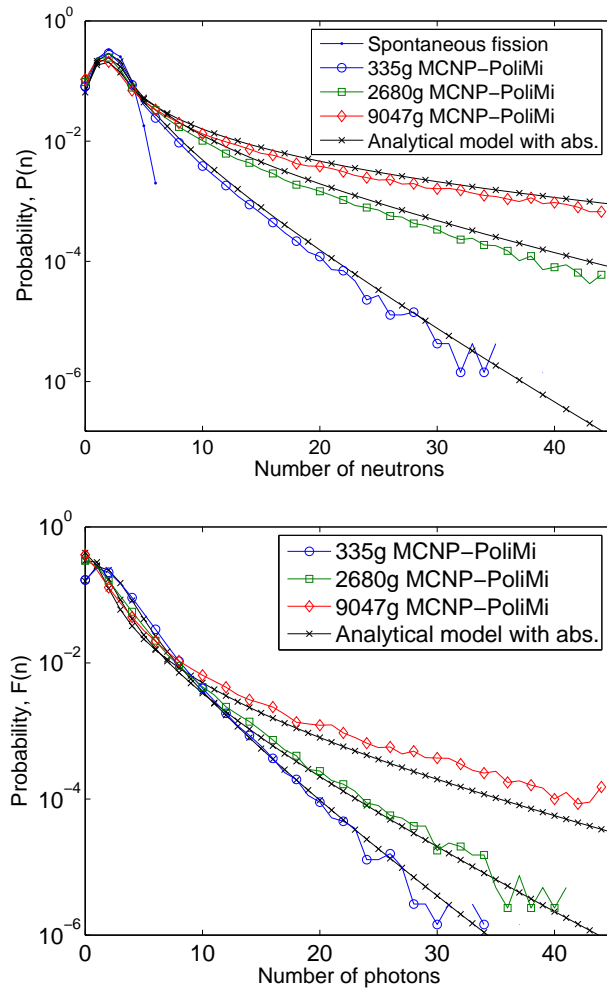 10^0
10^-2
10^-4
10^-6
Probability, P(n)
Spontaneous fission
335g MCNP−PoliMi
2680g MCNP−PoliMi
9047g MCNP−PoliMi
Analytical model with abs.
0 10 20 30 40
Number of neutrons
10^0
10^-2
10^-4
10^-6
Probability, F(n)
335g MCNP−PoliMi
2680g MCNP−PoliMi
9047g MCNP−PoliMi
Analytical model with abs.
0 10 20 30 40
Number of photons